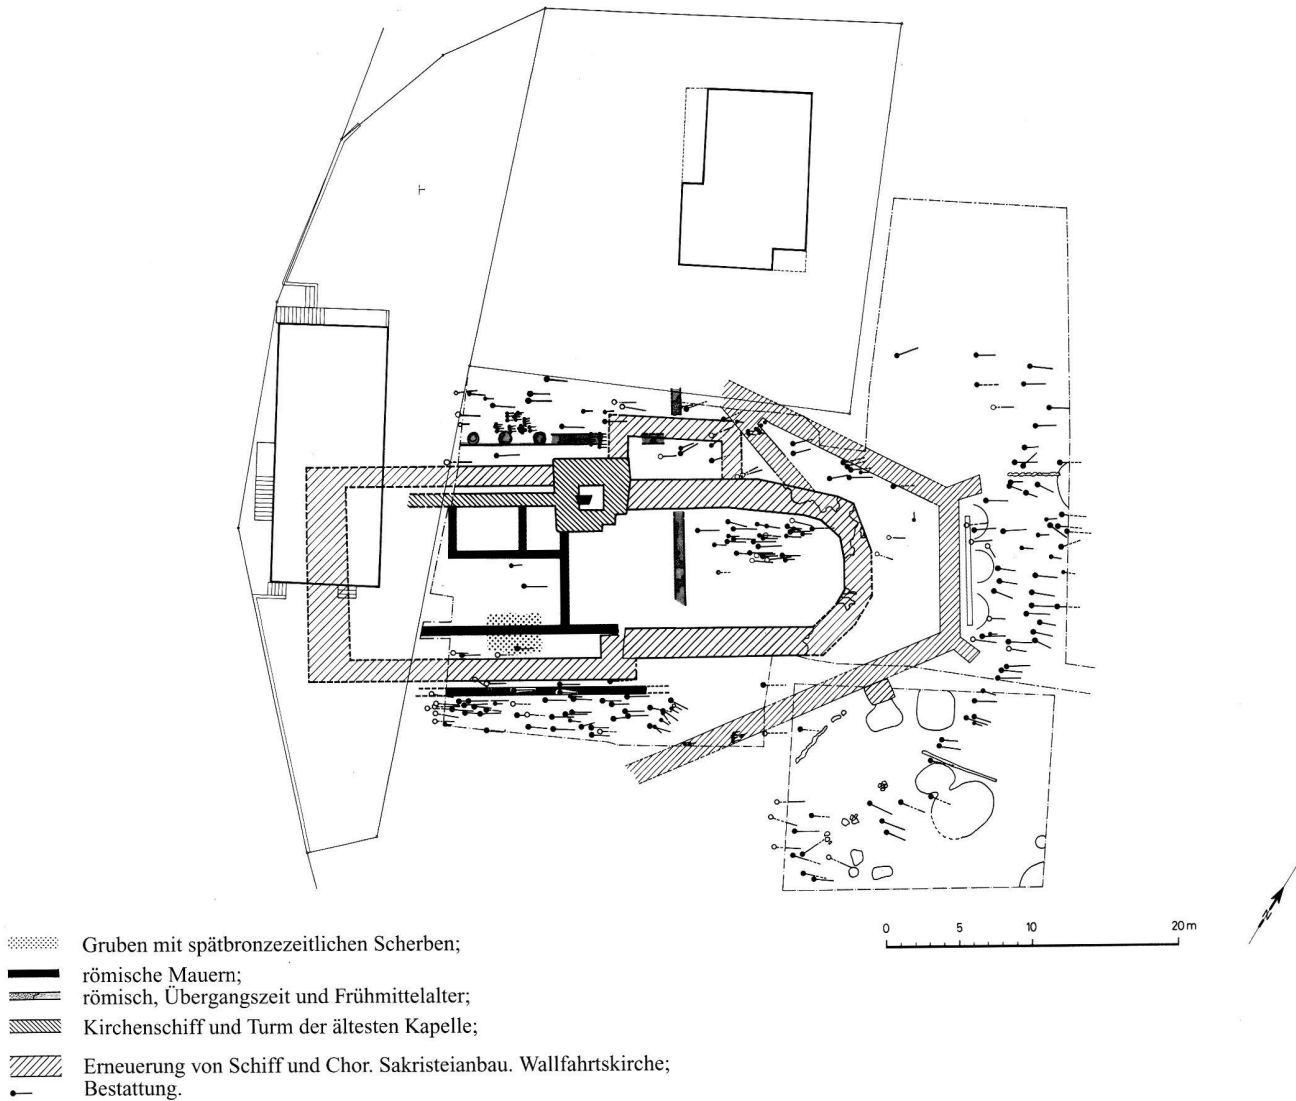 0 5 10 20 m
N
Gruben mit spätbronzezeitlichen Scherben;
römische Mauern;
römisch, Übergangszeit und Frühmittelalter;
Kirchenschiff und Turm der ältesten Kapelle;
Erneuerung von Schiff und Chor. Sakristeianbau. Wallfahrtskirche;
Bestattung.